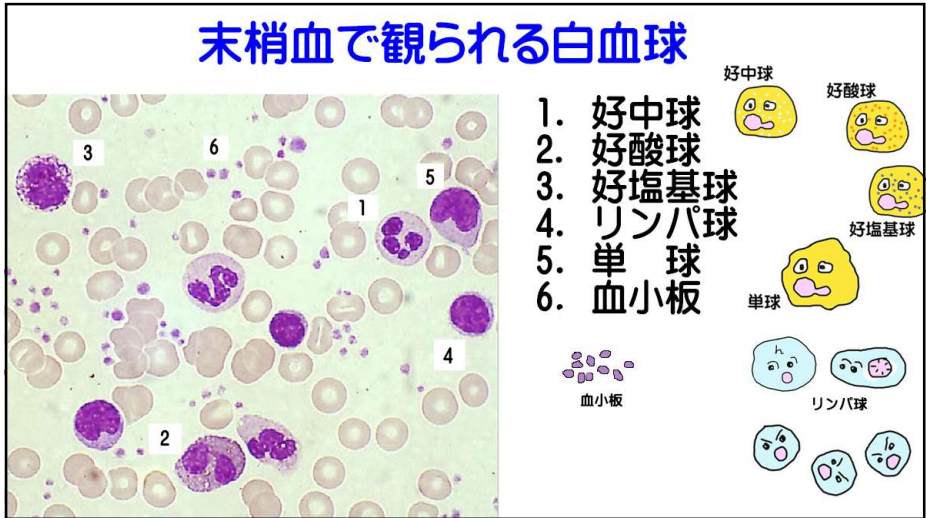 末梢血で観られる白血球
3
6
5
1
4
2
1. 好中球
2. 好酸球
3. 好塩基球
4. リンパ球
5. 単　球
6. 血小板
好中球
好酸球
好塩基球
単球
血小板
リンパ球
ん